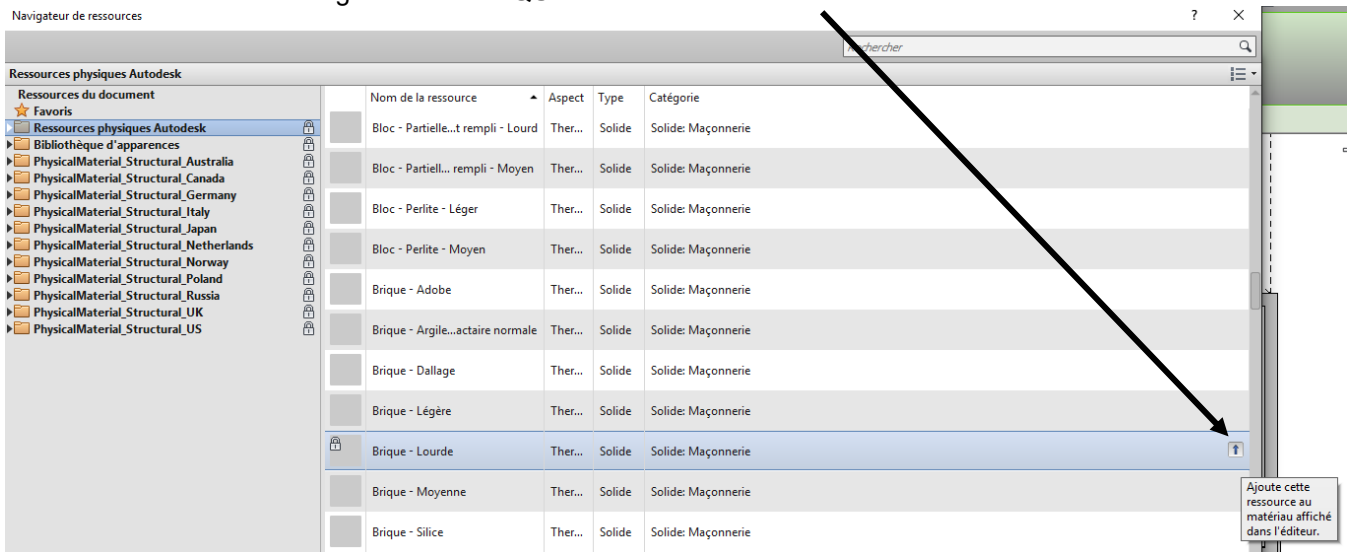 Navigateur de ressources ? ×
Rechercher
Ressources physiques Autodesk
Ressources du document
Favoris
Ressources physiques Autodesk
Bibliothèque d'apparences
PhysicalMaterial_Structural_Australia
PhysicalMaterial_Structural_Canada
PhysicalMaterial_Structural_Germany
PhysicalMaterial_Structural_Italy
PhysicalMaterial_Structural_Japan
PhysicalMaterial_Structural_Netherlands
PhysicalMaterial_Structural_Norway
PhysicalMaterial_Structural_Poland
PhysicalMaterial_Structural_Russia
PhysicalMaterial_Structural_UK
PhysicalMaterial_Structural_US
Nom de la ressource Aspect Type Catégorie
Bloc - Partielle...t rempli - Lourd Ther... Solide Solide: Maçonnerie
Bloc - Partiell... rempli - Moyen Ther... Solide Solide: Maçonnerie
Bloc - Perlite - Léger Ther... Solide Solide: Maçonnerie
Bloc - Perlite - Moyen Ther... Solide Solide: Maçonnerie
Brique - Adobe Ther... Solide Solide: Maçonnerie
Brique - Argile...actaire normale Ther... Solide Solide: Maçonnerie
Brique - Dallage Ther... Solide Solide: Maçonnerie
Brique - Légère Ther... Solide Solide: Maçonnerie
Brique - Lourde Ther... Solide Solide: Maçonnerie
Brique - Moyenne Ther... Solide Solide: Maçonnerie
Brique - Silice Ther... Solide Solide: Maçonnerie
Ajoute cette
ressource au
matériau affiché
dans l'éditeur.